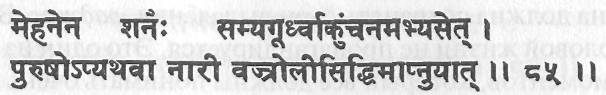 मेहनेन शनैः सम्यगूर्ध्वाकुंचनमभ्यसेत ।
पुरुषोऽप्यथवा नारी वज्रोलीसिद्धिमाप्नुयात् ।। ८५ ।।